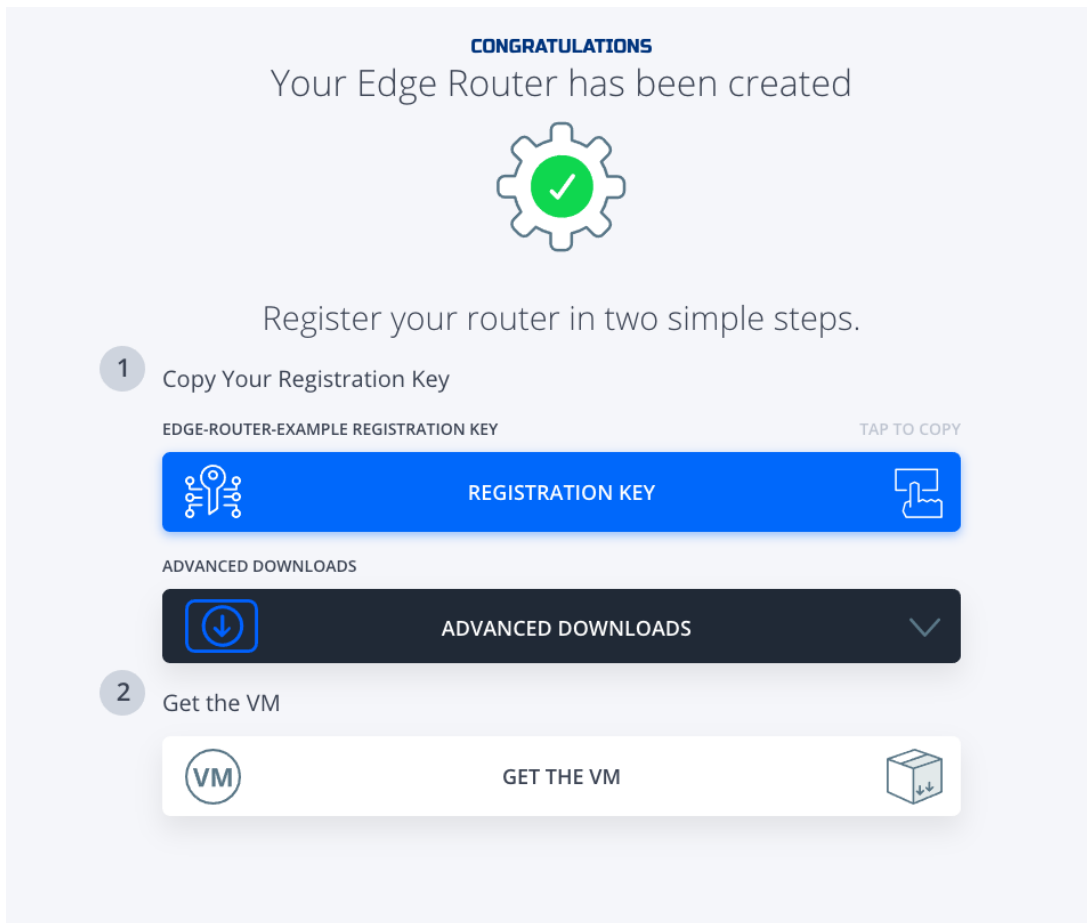 CONGRATULATIONS
Your Edge Router has been created
Register your router in two simple steps.
1
Copy Your Registration Key
EDGE-ROUTER-EXAMPLE REGISTRATION KEY TAP TO COPY
REGISTRATION KEY
ADVANCED DOWNLOADS
ADVANCED DOWNLOADS
2
Get the VM
VM GET THE VM